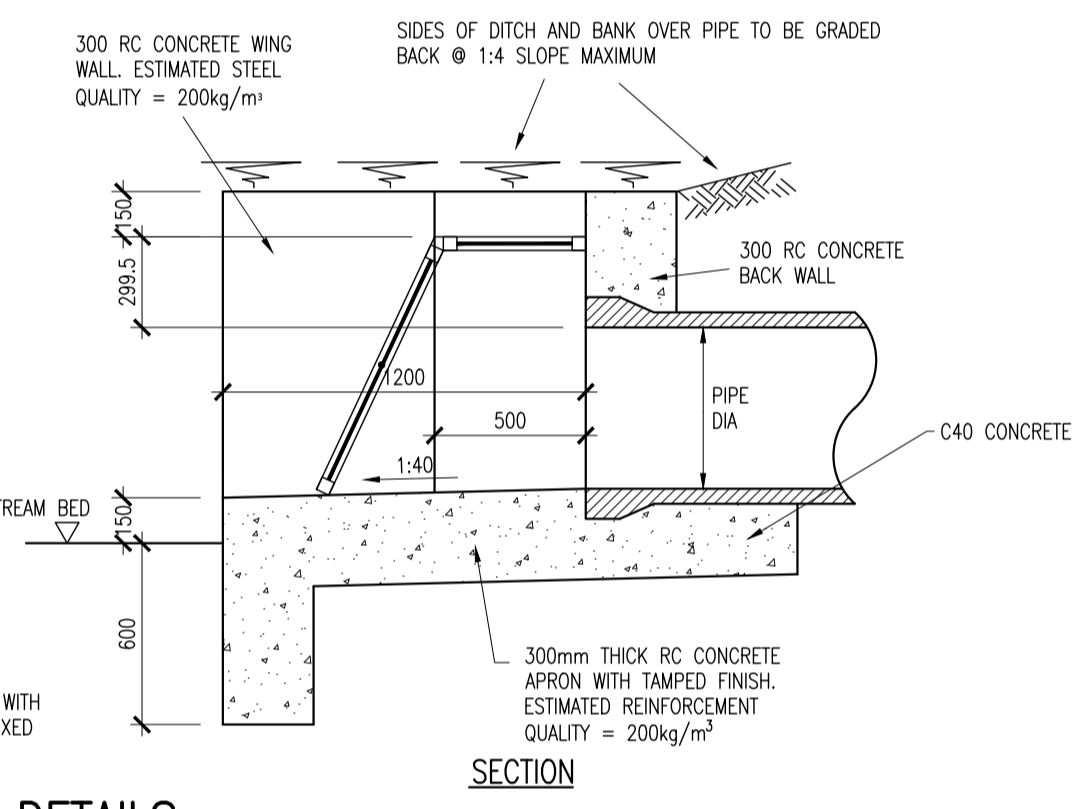 SIDES OF DITCH AND BANK OVER PIPE TO BE GRADED
BACK @ 1:4 SLOPE MAXIMUM
300 RC CONCRETE WING
WALL. ESTIMATED STEEL
QUALITY = 200kg/m³
150
299.5
300 RC CONCRETE
BACK WALL
1200
500
PIPE
DIA
1:40
C40 CONCRETE
TREAM BED
150
600
300mm THICK RC CONCRETE
APRON WITH TAMPED FINISH.
ESTIMATED REINFORCEMENT
QUALITY = 200kg/m³
WITH
XED
SECTION